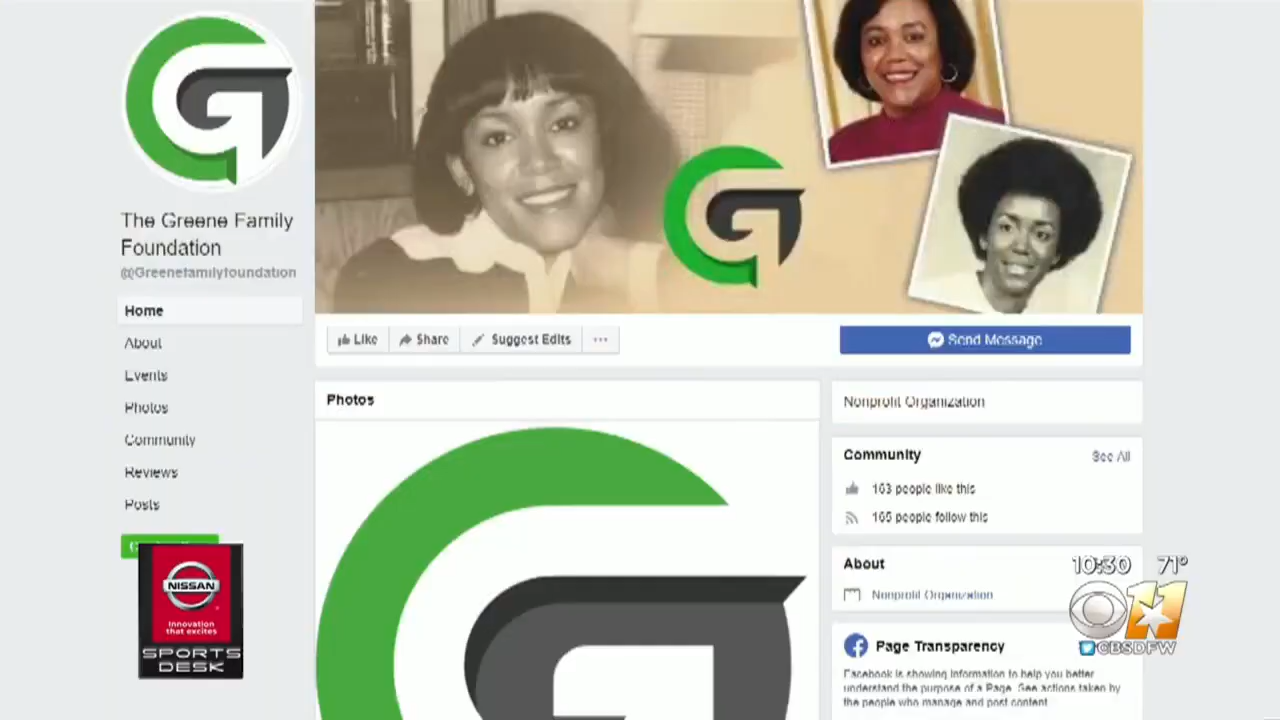 The Greene Family
Foundation
@Greenefamilyfoundation
Home
About
Events
Photos
Community
Reviews
Posts
NISSAN
Innovation
that excites
SPORTS
DESK
Like
Share
Suggest Edits
...
Send Message
Photos
Nonprofit Organization
Community
See All
163 people like this
165 people follow this
About
Nonprofit Organization
Page Transparency
Facebook is showing information to help you better
understand the purpose of a Page. See actions taken by
the people who manage and post content
10:30 71°
11
CBSDFW